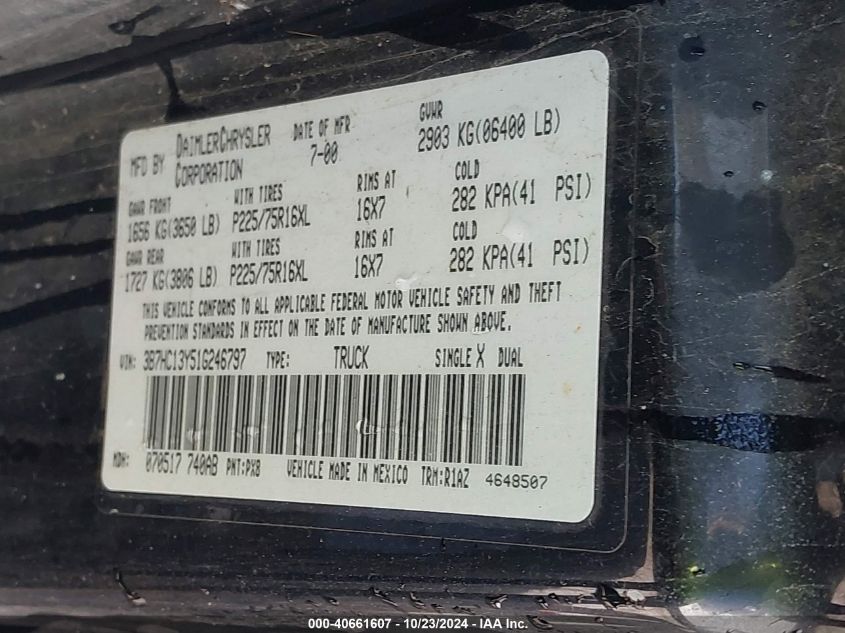 MFD BY DAIMLERCHRYSLER CORPORATION
DATE OF MFR 7-00
GVWR 2903 KG(06400 LB)
GAWR FRONT WITH TIRES RIMS AT COLD
1656 KG(3650 LB) P225/75R16XL 16X7 282 KPA(41 PSI)
GAWR REAR WITH TIRES RIMS AT COLD
1727 KG(3806 LB) P225/75R16XL 16X7 282 KPA(41 PSI)
THIS VEHICLE CONFORMS TO ALL APPLICABLE FEDERAL MOTOR VEHICLE SAFETY AND THEFT
PREVENTION STANDARDS IN EFFECT ON THE DATE OF MANUFACTURE SHOWN ABOVE.
VIN: 3B7HC13Y51G246797 TYPE: TRUCK SINGLE X DUAL
MDH: 070517 740AB PNT:PX8 VEHICLE MADE IN MEXICO TRM:R1AZ 4648507
000-40661607 - 10/23/2024 - IAA Inc.